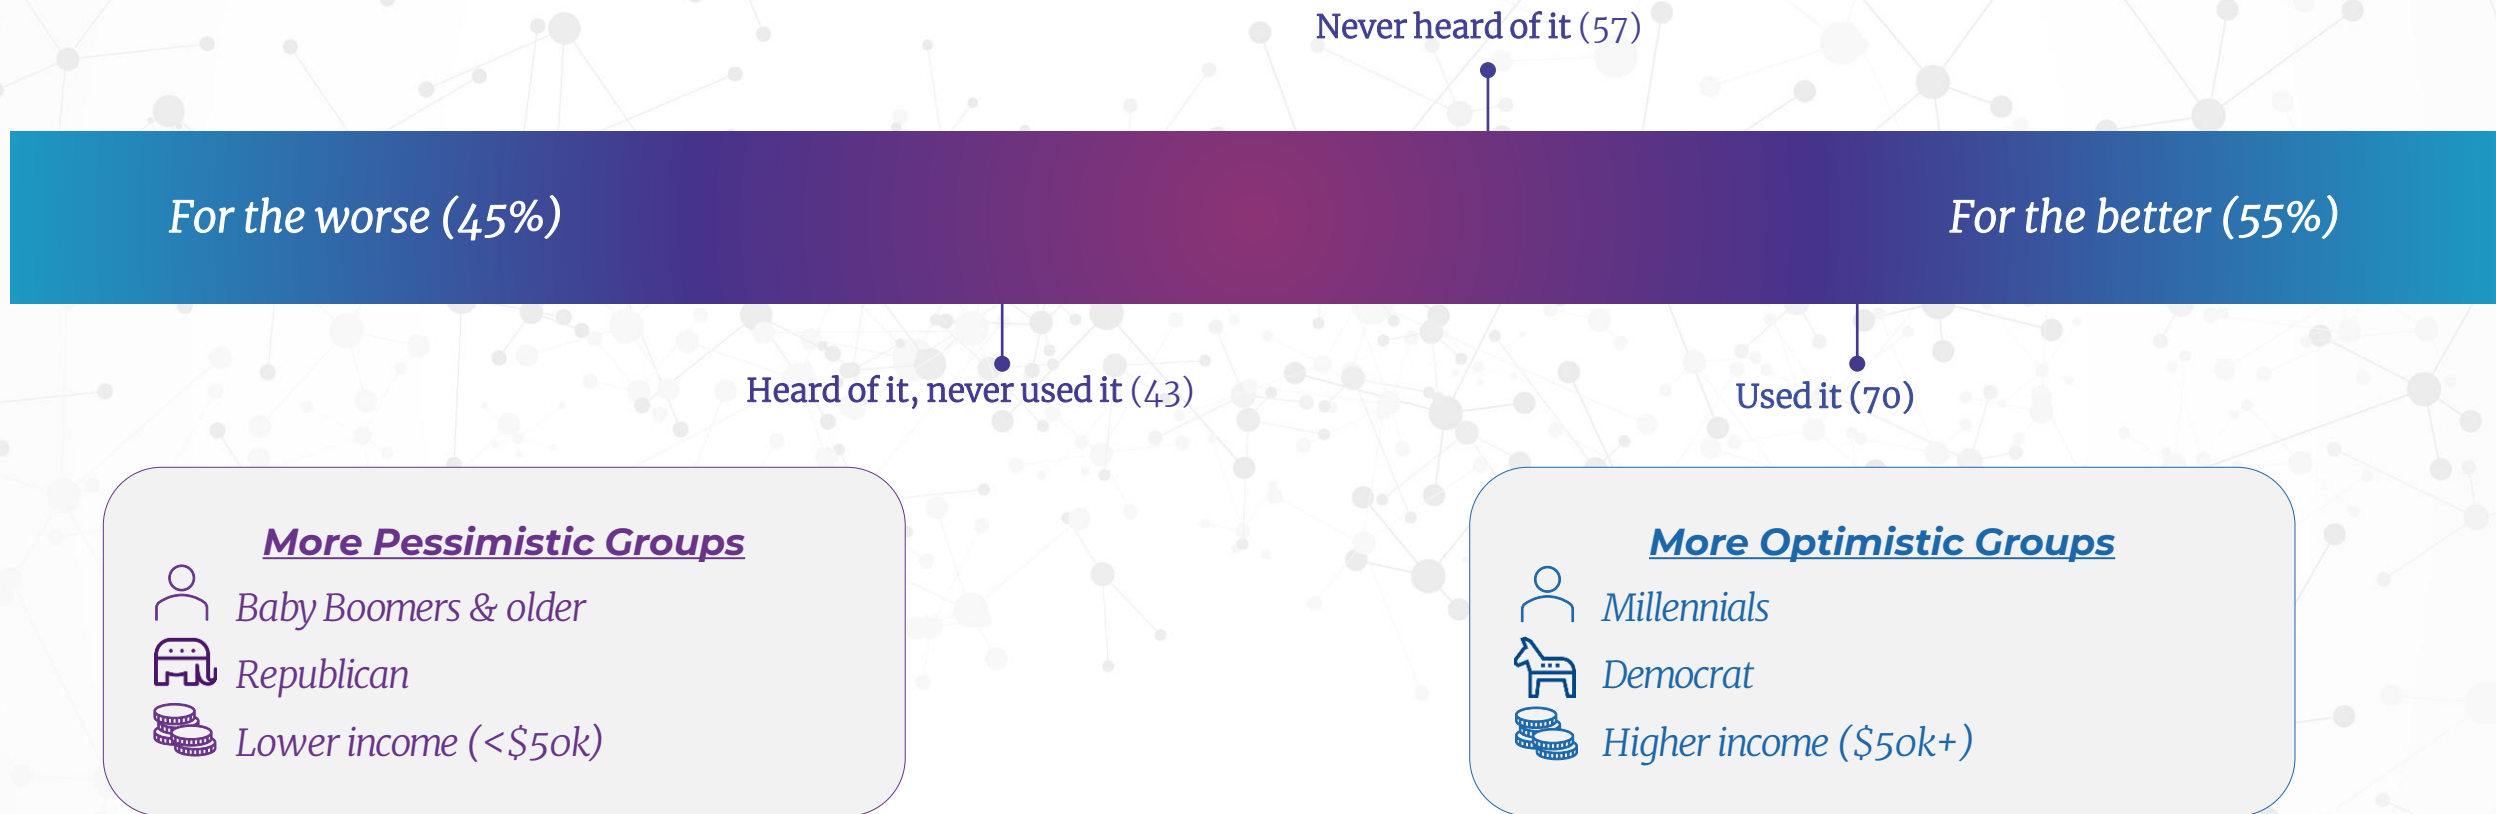 Never heard of it (57)
For the worse (45%)
For the better (55%)
Heard of it, never used it (43)
Used it (70)
More Pessimistic Groups
Baby Boomers & older
Republican
Lower income (<$50k)
More Optimistic Groups
Millennials
Democrat
Higher income ($50k+)